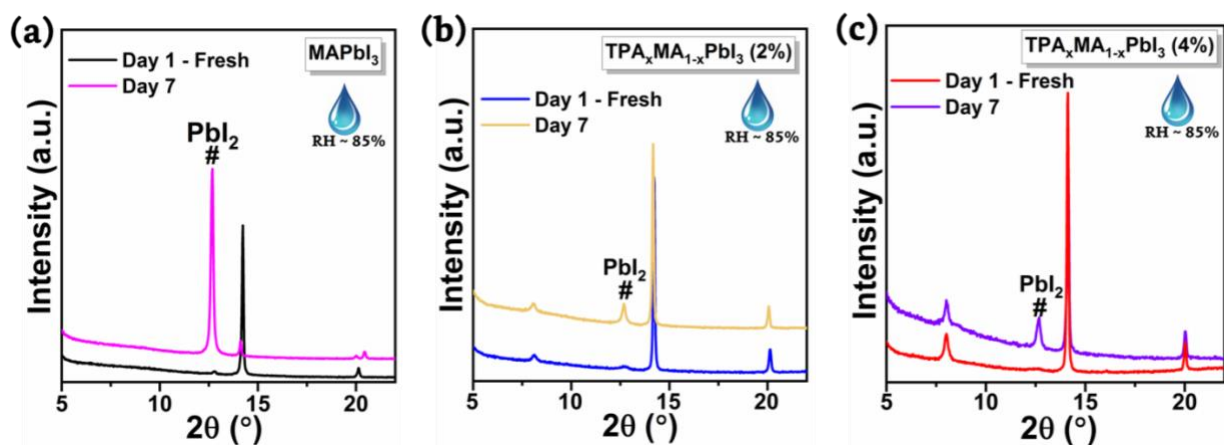 (a)
MAPbI₃
Day 1 - Fresh
Day 7
RH ~ 85%
PbI₂
#
Intensity (a.u.)
5 10 15 20
2θ (°)
(b)
TPAₓMA₁₋ₓPbI₃ (2%)
Day 1 - Fresh
Day 7
RH ~ 85%
PbI₂
#
Intensity (a.u.)
5 10 15 20
2θ (°)
(c)
TPAₓMA₁₋ₓPbI₃ (4%)
Day 1 - Fresh
Day 7
RH ~ 85%
PbI₂
#
Intensity (a.u.)
5 10 15 20
2θ (°)